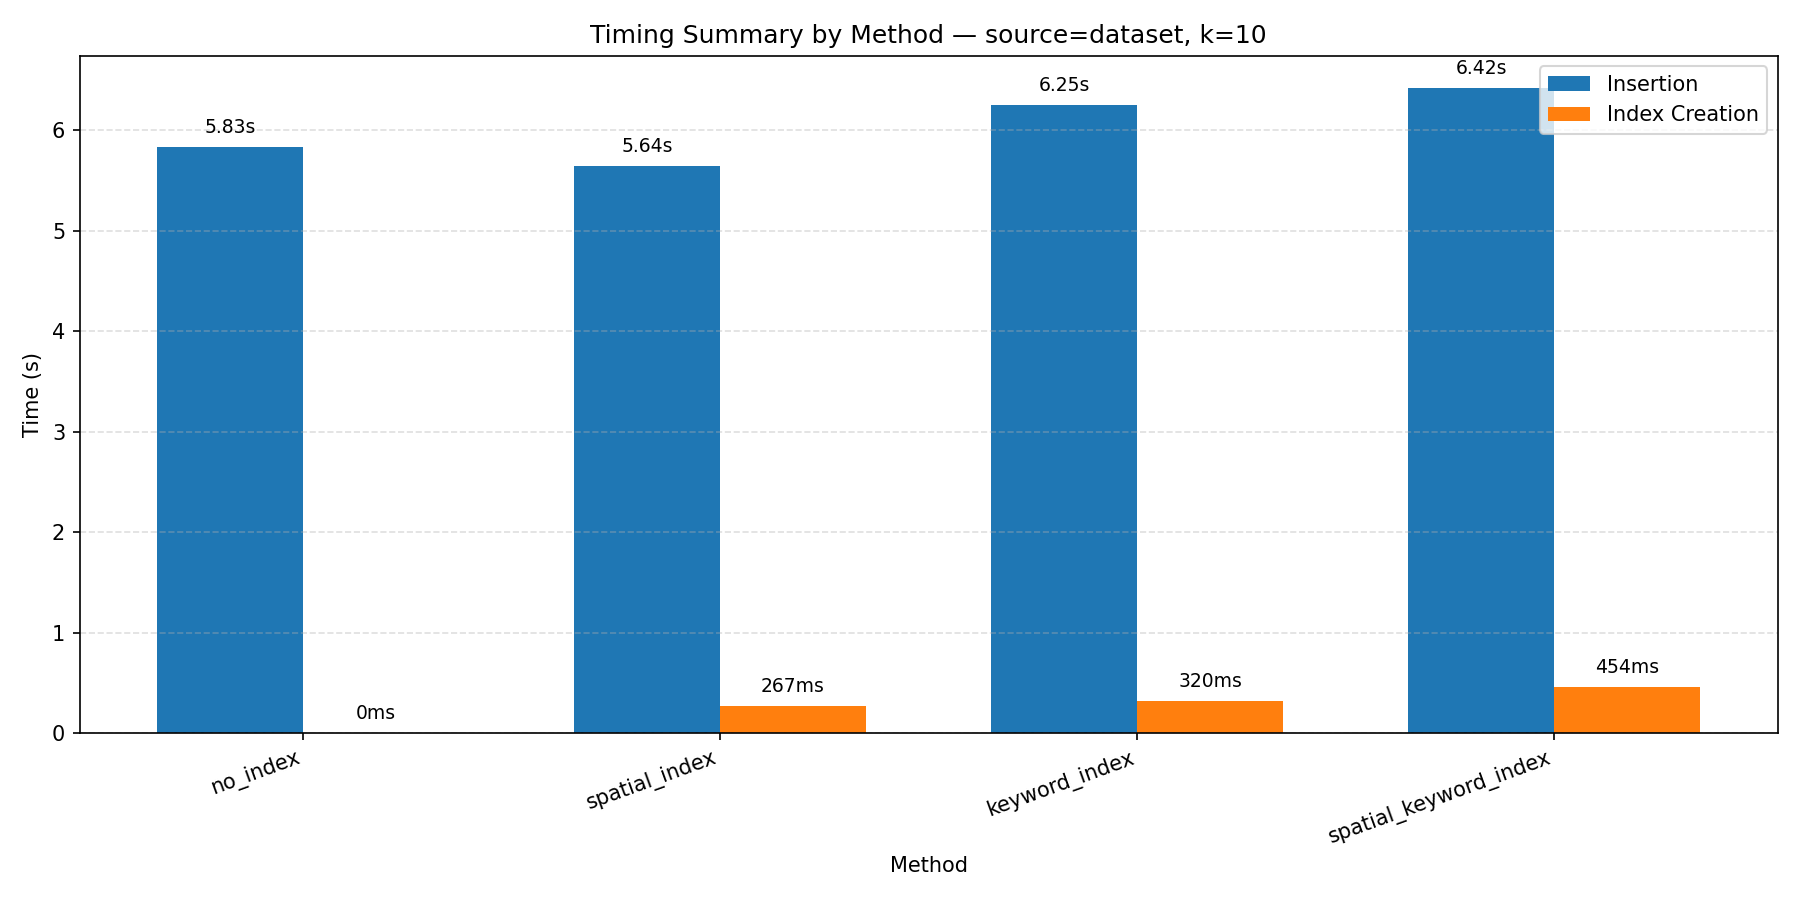 Timing Summary by Method — source=dataset, k=10
Insertion
Index Creation
Time (s)
6
5
4
3
2
1
0
5.83s
0ms
5.64s
267ms
6.25s
320ms
6.42s
454ms
no_index
spatial_index
keyword_index
spatial_keyword_index
Method